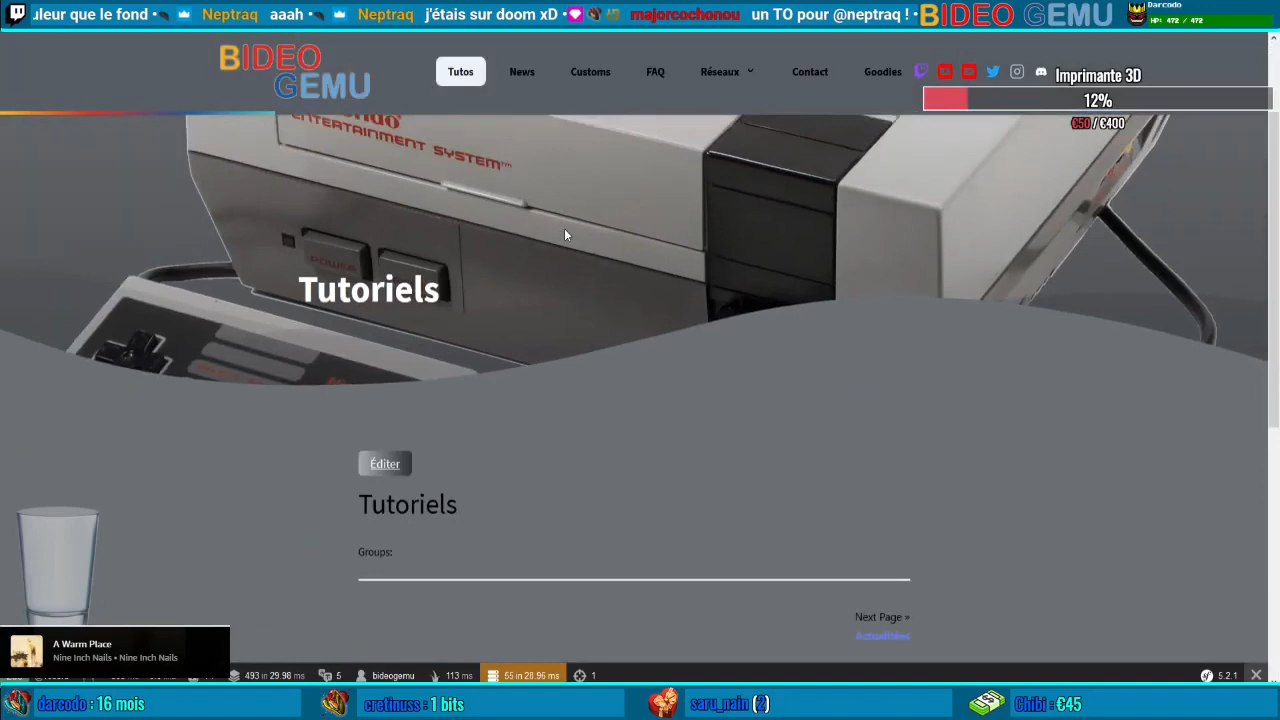 uleur que le fond • Neptraq aaah • Neptraq j'étais sur doom xD • majorcochonou un TO pour @neptraq ! •
BIDEO GEMU
Darcodo
HP: 472 / 472
BIDEO
GEMU
Tutos
News
Customs
FAQ
Réseaux
Contact
Goodies
Imprimante 3D
12%
€50 / €400
ENTERTAINMENT SYSTEM™
POWER
Tutoriels
Éditer
Tutoriels
Groups:
Next Page »
Actualitées
A Warm Place
Nine Inch Nails • Nine Inch Nails
493 in 29.98 ms
5
bideogemu
113 ms
55 in 28.96 ms
1
5.2.1
darcodo : 16 mois
cretinuss : 1 bits
saru_nain (2)
Chibi : €45